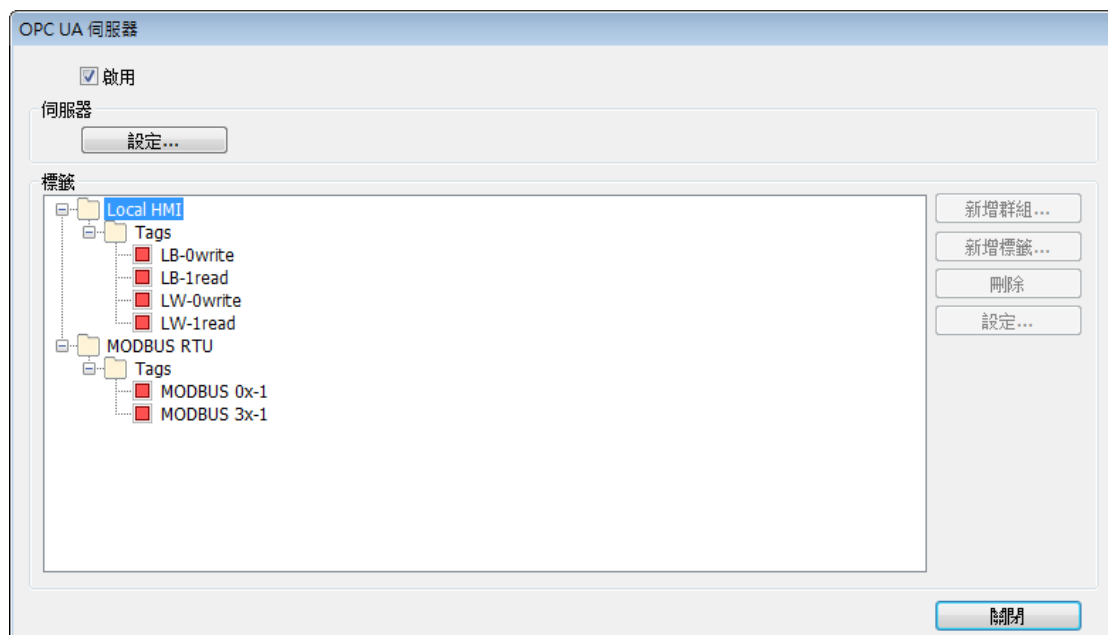 OPC UA 伺服器
啟用
伺服器
設定...
標籤
Local HMI
Tags
LB-0write
LB-1read
LW-0write
LW-1read
MODBUS RTU
Tags
MODBUS 0x-1
MODBUS 3x-1
新增群組...
新增標籤...
刪除
設定...
關閉